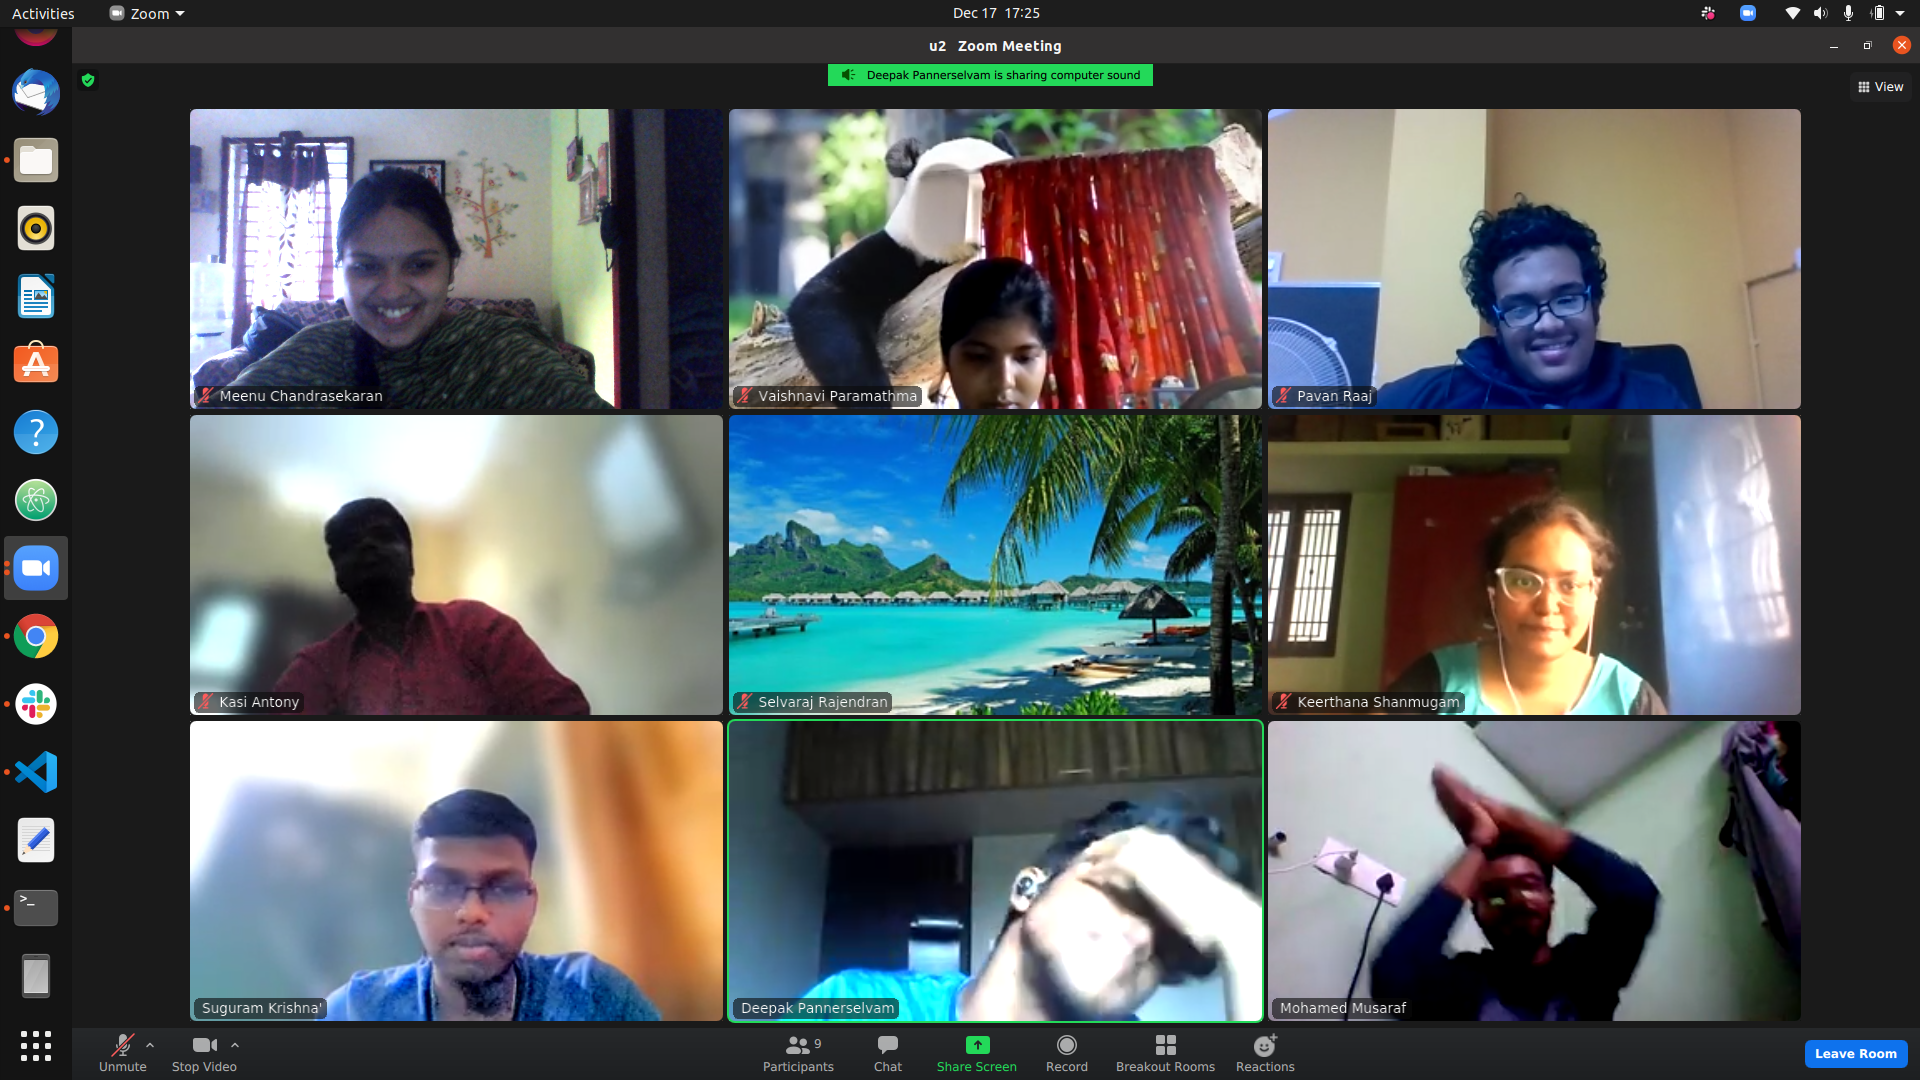 Activities
Zoom
Dec 17 17:25
u2 Zoom Meeting
Deepak Pannerselvam is sharing computer sound
View
Meenu Chandrasekaran
Vaishnavi Paramathma
Pavan Raaj
Kasi Antony
Selvaraj Rajendran
Keerthana Shanmugam
Suguram Krishna'
Deepak Pannerselvam
Mohamed Musaraf
Unmute
Stop Video
Participants
9
Chat
Share Screen
Record
Breakout Rooms
Reactions
Leave Room